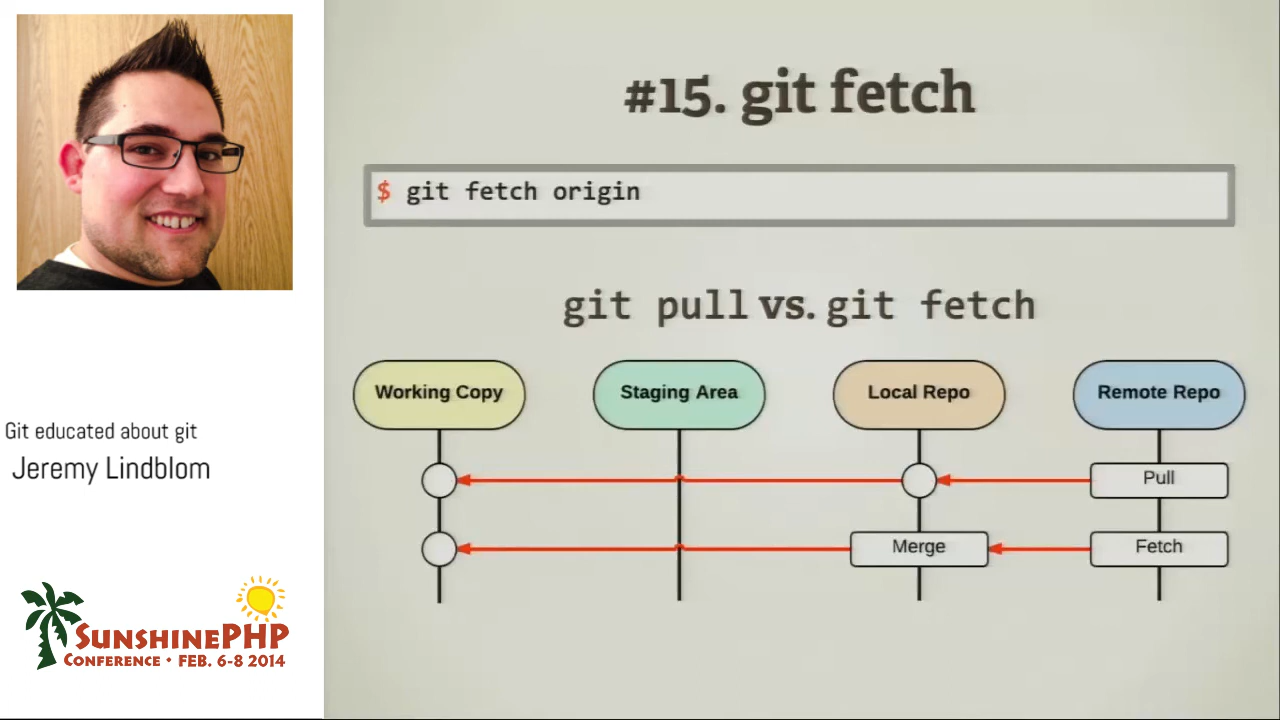 #15. git fetch
$ git fetch origin
git pull vs. git fetch
Working Copy
Staging Area
Local Repo
Remote Repo
Pull
Merge
Fetch
Git educated about git
Jeremy Lindblom
SUNSHINEPHP
CONFERENCE • FEB. 6-8 2014